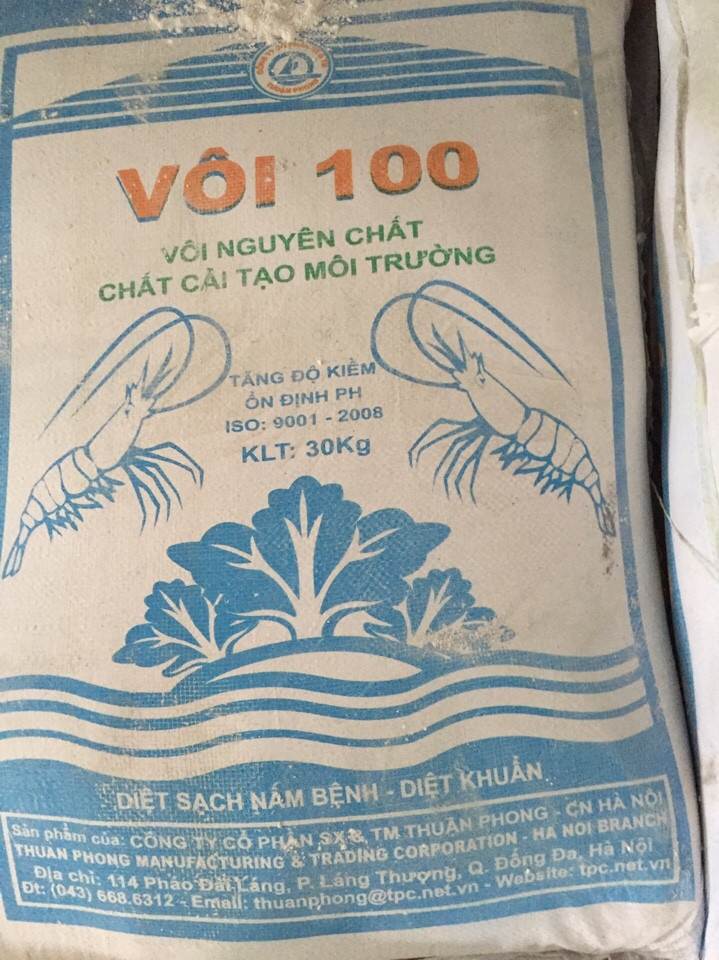 VÔI 100
VÔI NGUYÊN CHẤT
CHẤT CẢI TẠO MÔI TRƯỜNG
TĂNG ĐỘ KIỀM
ỔN ĐỊNH PH
ISO: 9001 - 2008
KLT: 30Kg
DIỆT SẠCH NẤM BỆNH - DIỆT KHUẨN
Sản phẩm của: CÔNG TY CỔ PHẦN SX & TM THUẬN PHONG - CN HÀ NỘI
THUAN PHONG MANUFACTURING & TRADING CORPORATION - HA NOI BRANCH
Địa chỉ: 114 Pháo Đài Láng, P. Láng Thượng, Q. Đống Đa, Hà Nội
Đt: (043) 668.6312 - Email: thuanphong@tpc.net.vn - Website: tpc.net.vn